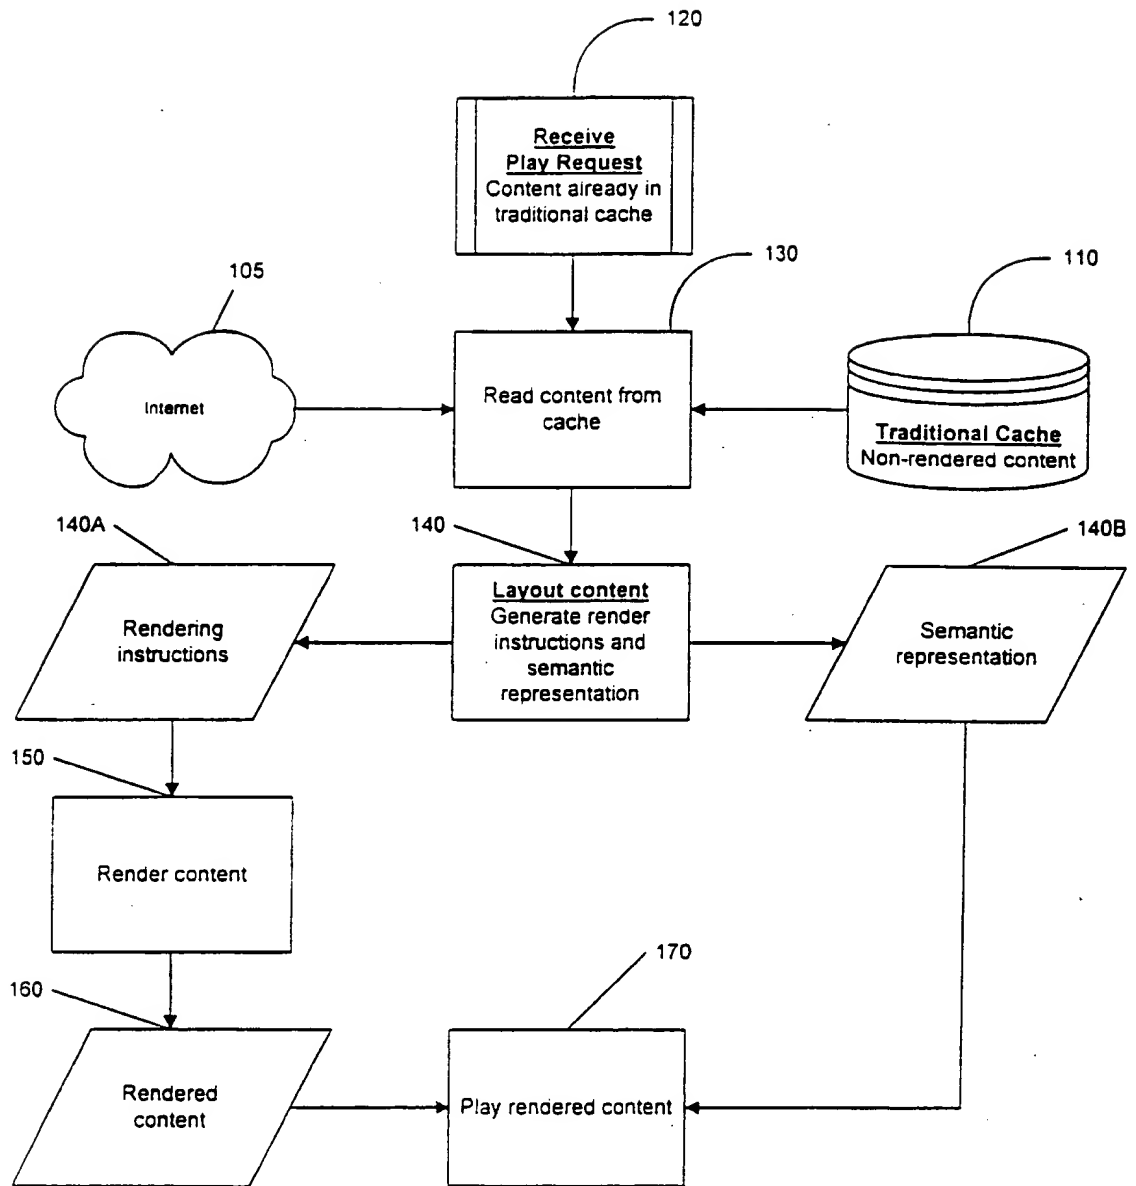 120
Receive
Play Request
Content already in
traditional cache
130
110
105
Internet
Read content from
cache
Traditional Cache
Non-rendered content
140A
140
140B
Rendering
instructions
Layout content
Generate render
instructions and
semantic
representation
Semantic
representation
150
Render content
160
170
Rendered
content
Play rendered content